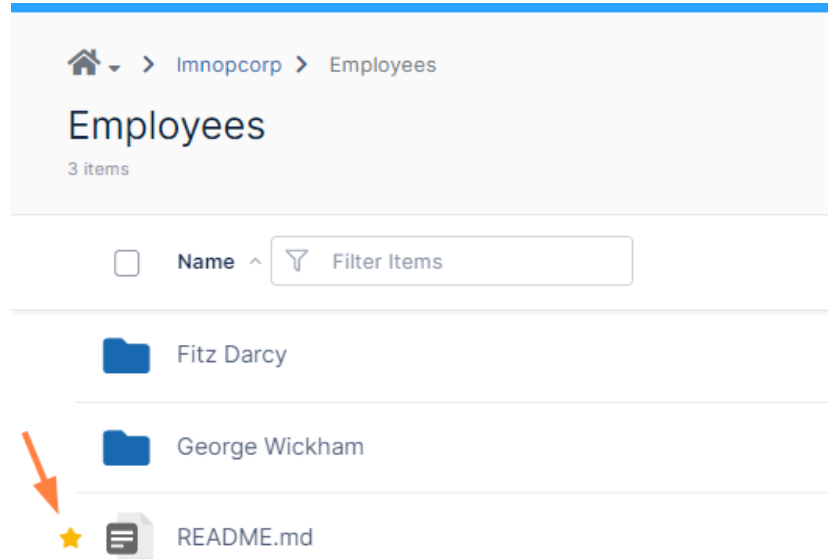 lmnopcorp > Employees
Employees
3 items
Name Filter Items
Fitz Darcy
George Wickham
README.md